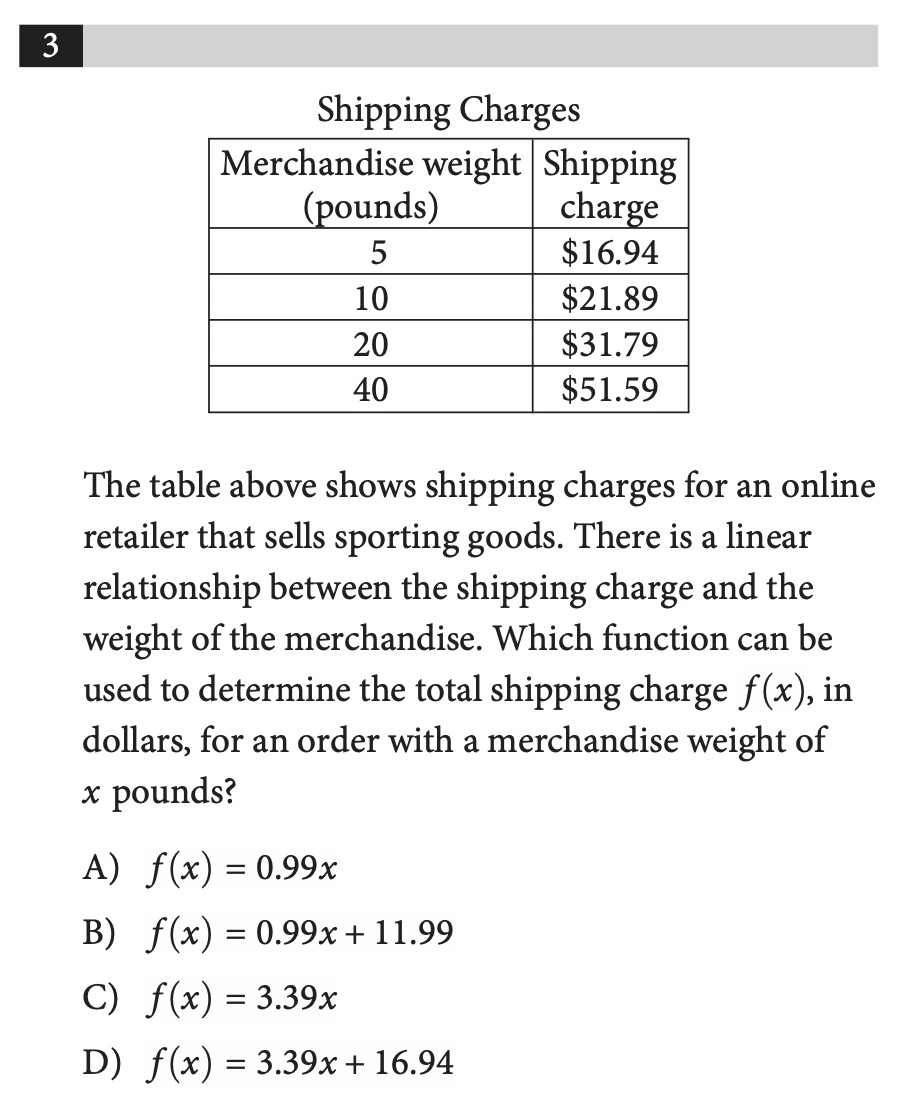 3
Shipping Charges
Merchandise weight (pounds) Shipping charge
5 $16.94
10 $21.89
20 $31.79
40 $51.59
The table above shows shipping charges for an online
retailer that sells sporting goods. There is a linear
relationship between the shipping charge and the
weight of the merchandise. Which function can be
used to determine the total shipping charge f(x), in
dollars, for an order with a merchandise weight of
x pounds?
A) f(x) = 0.99x
B) f(x) = 0.99x + 11.99
C) f(x) = 3.39x
D) f(x) = 3.39x + 16.94